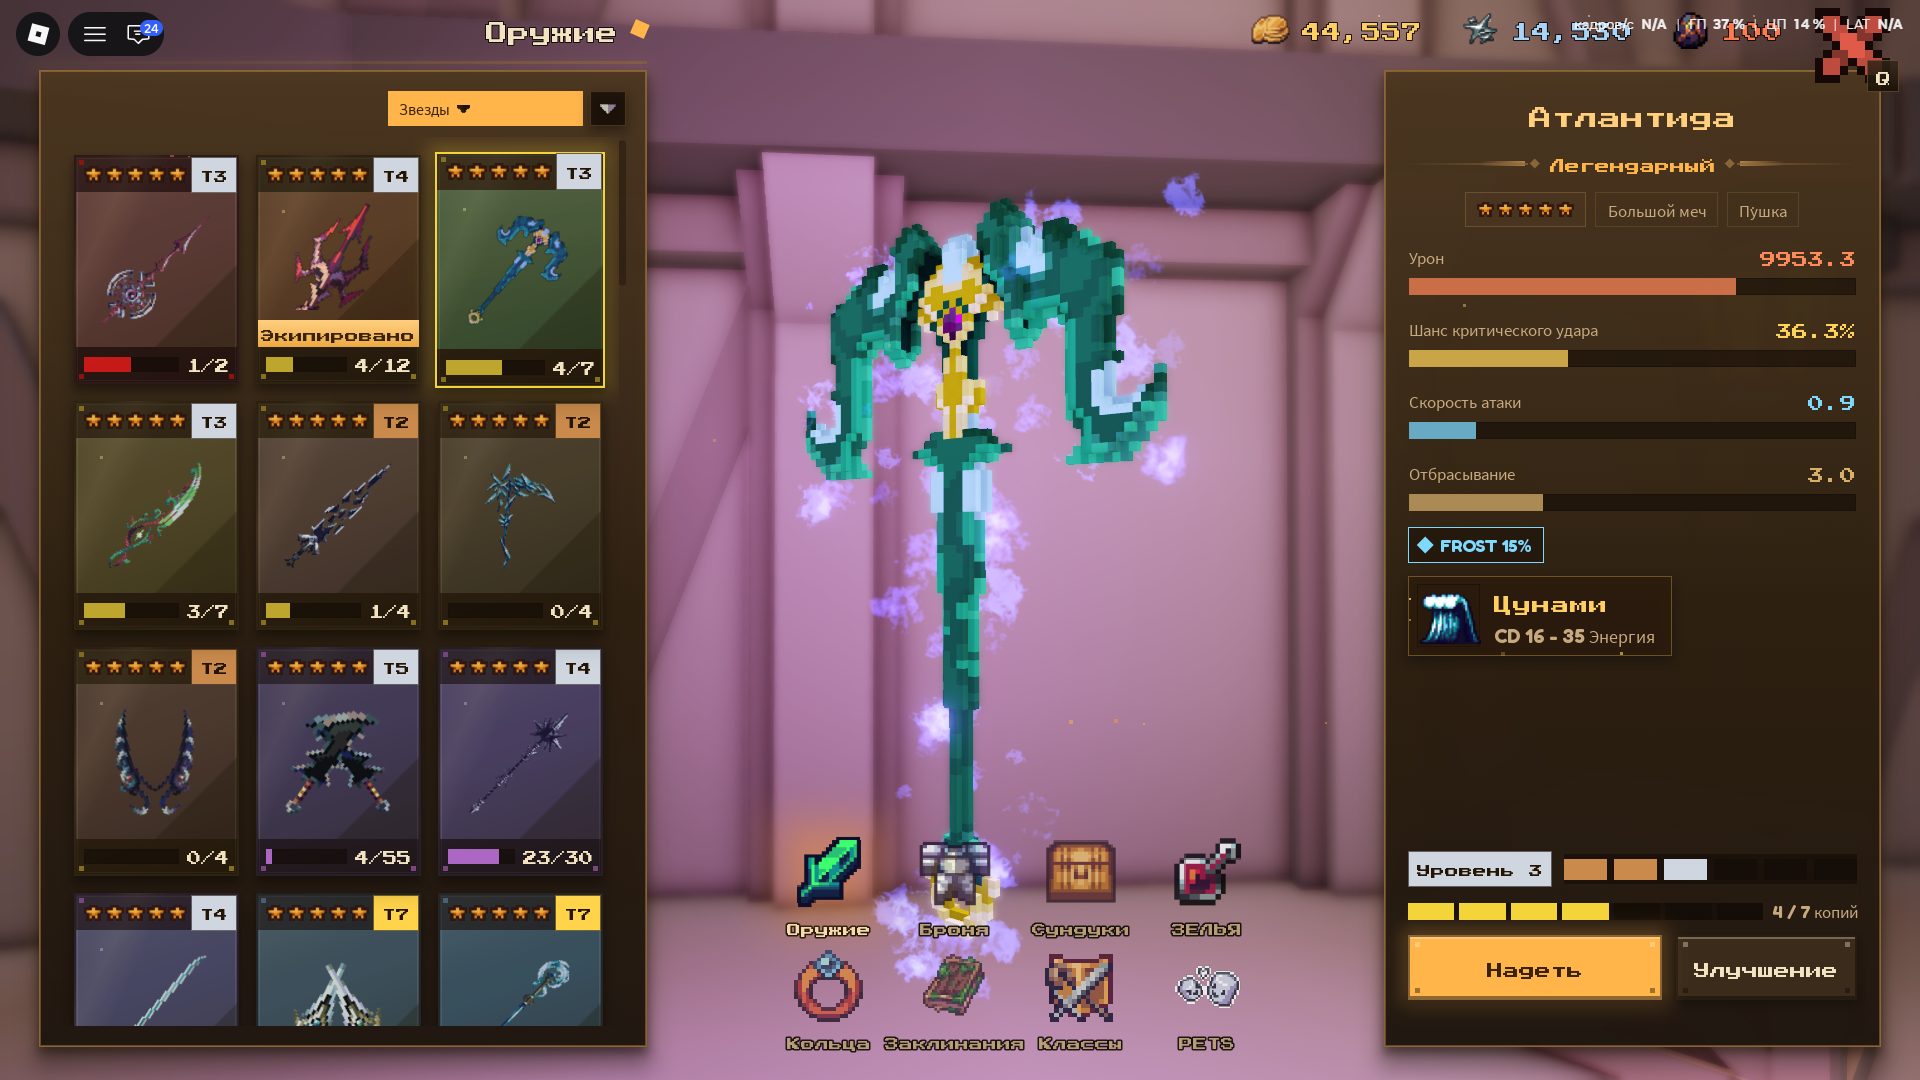 24
Оружие
44,557
14,530
100
N/A | ГП 37 % | ЦП 14 % | LAT N/A
Q
Звезды
T3
1/2
T4
Экипировано
4/12
T3
4/7
T3
3/7
T2
1/4
T2
0/4
T2
0/4
T5
4/55
T4
23/30
T4
T7
T7
Атлантида
Легендарный
Большой меч
Пушка
Урон 9953.3
Шанс критического удара 36.3%
Скорость атаки 0.9
Отбрасывание 3.0
FROST 15%
Цунами
CD 16 - 35 Энергия
Уровень 3
4 / 7 копий
Надеть
Улучшение
Оружие
Броня
Сундуки
ЗЕЛЬЯ
Кольца
Заклинания
Классы
PETS